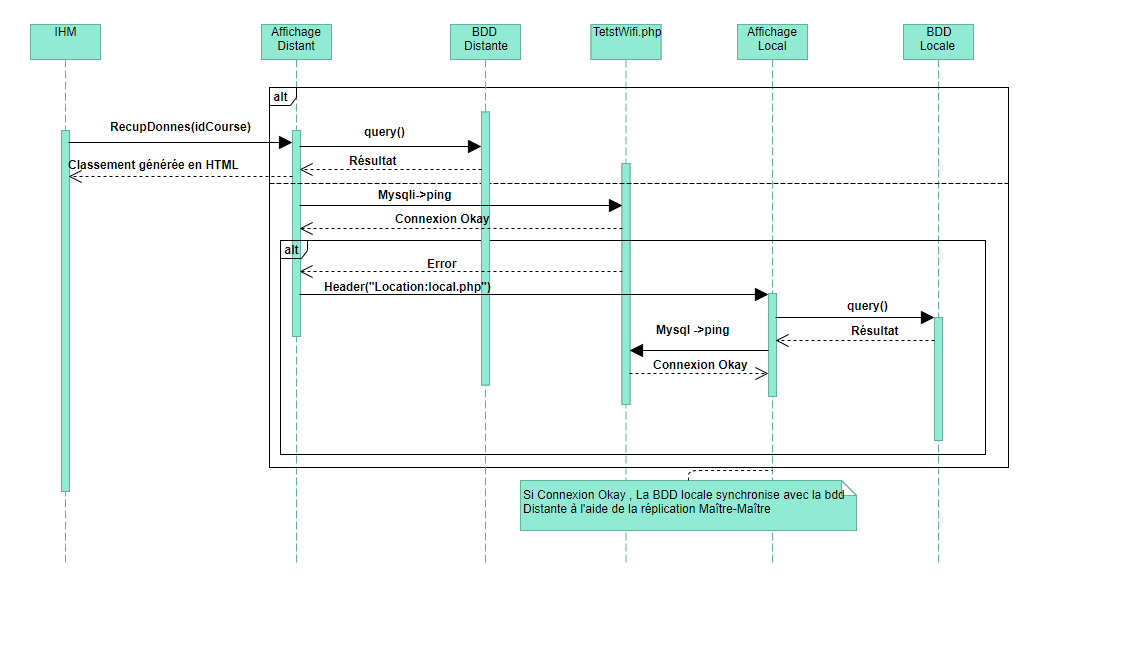 IHM
Affichage
Distant
BDD
Distante
TetstWifi.php
Affichage
Local
BDD
Locale
alt
RecupDonnes(idCourse)
query()
Résultat
Classement générée en HTML
Mysqli->ping
Connexion Okay
alt
Error
Header("Location:local.php")
query()
Mysql ->ping
Résultat
Connexion Okay
Si Connexion Okay , La BDD locale synchronise avec la bdd
Distante à l'aide de la réplication Maître-Maître